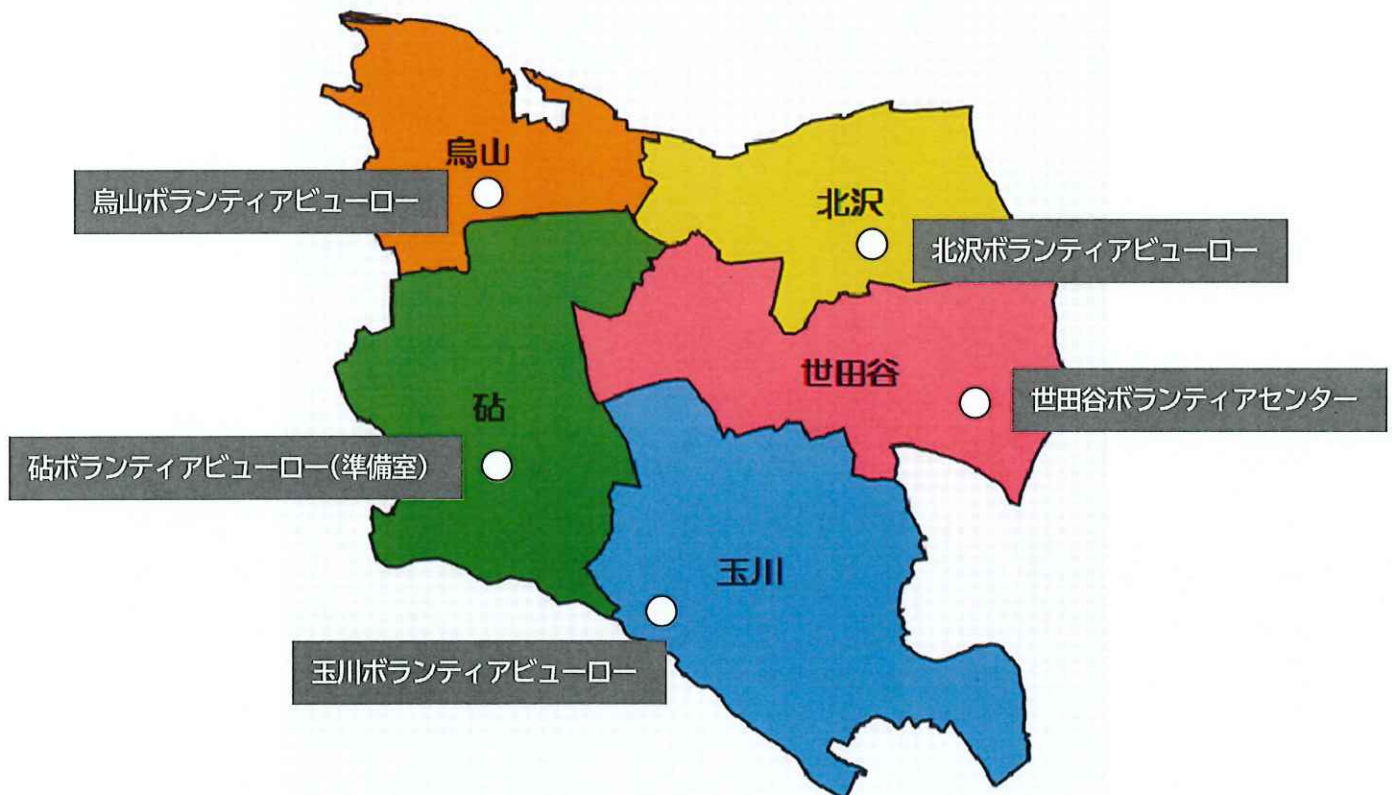 烏山
烏山ボランティアビューロー
北沢
北沢ボランティアビューロー
世田谷
世田谷ボランティアセンター
砧
砧ボランティアビューロー(準備室)
玉川
玉川ボランティアビューロー